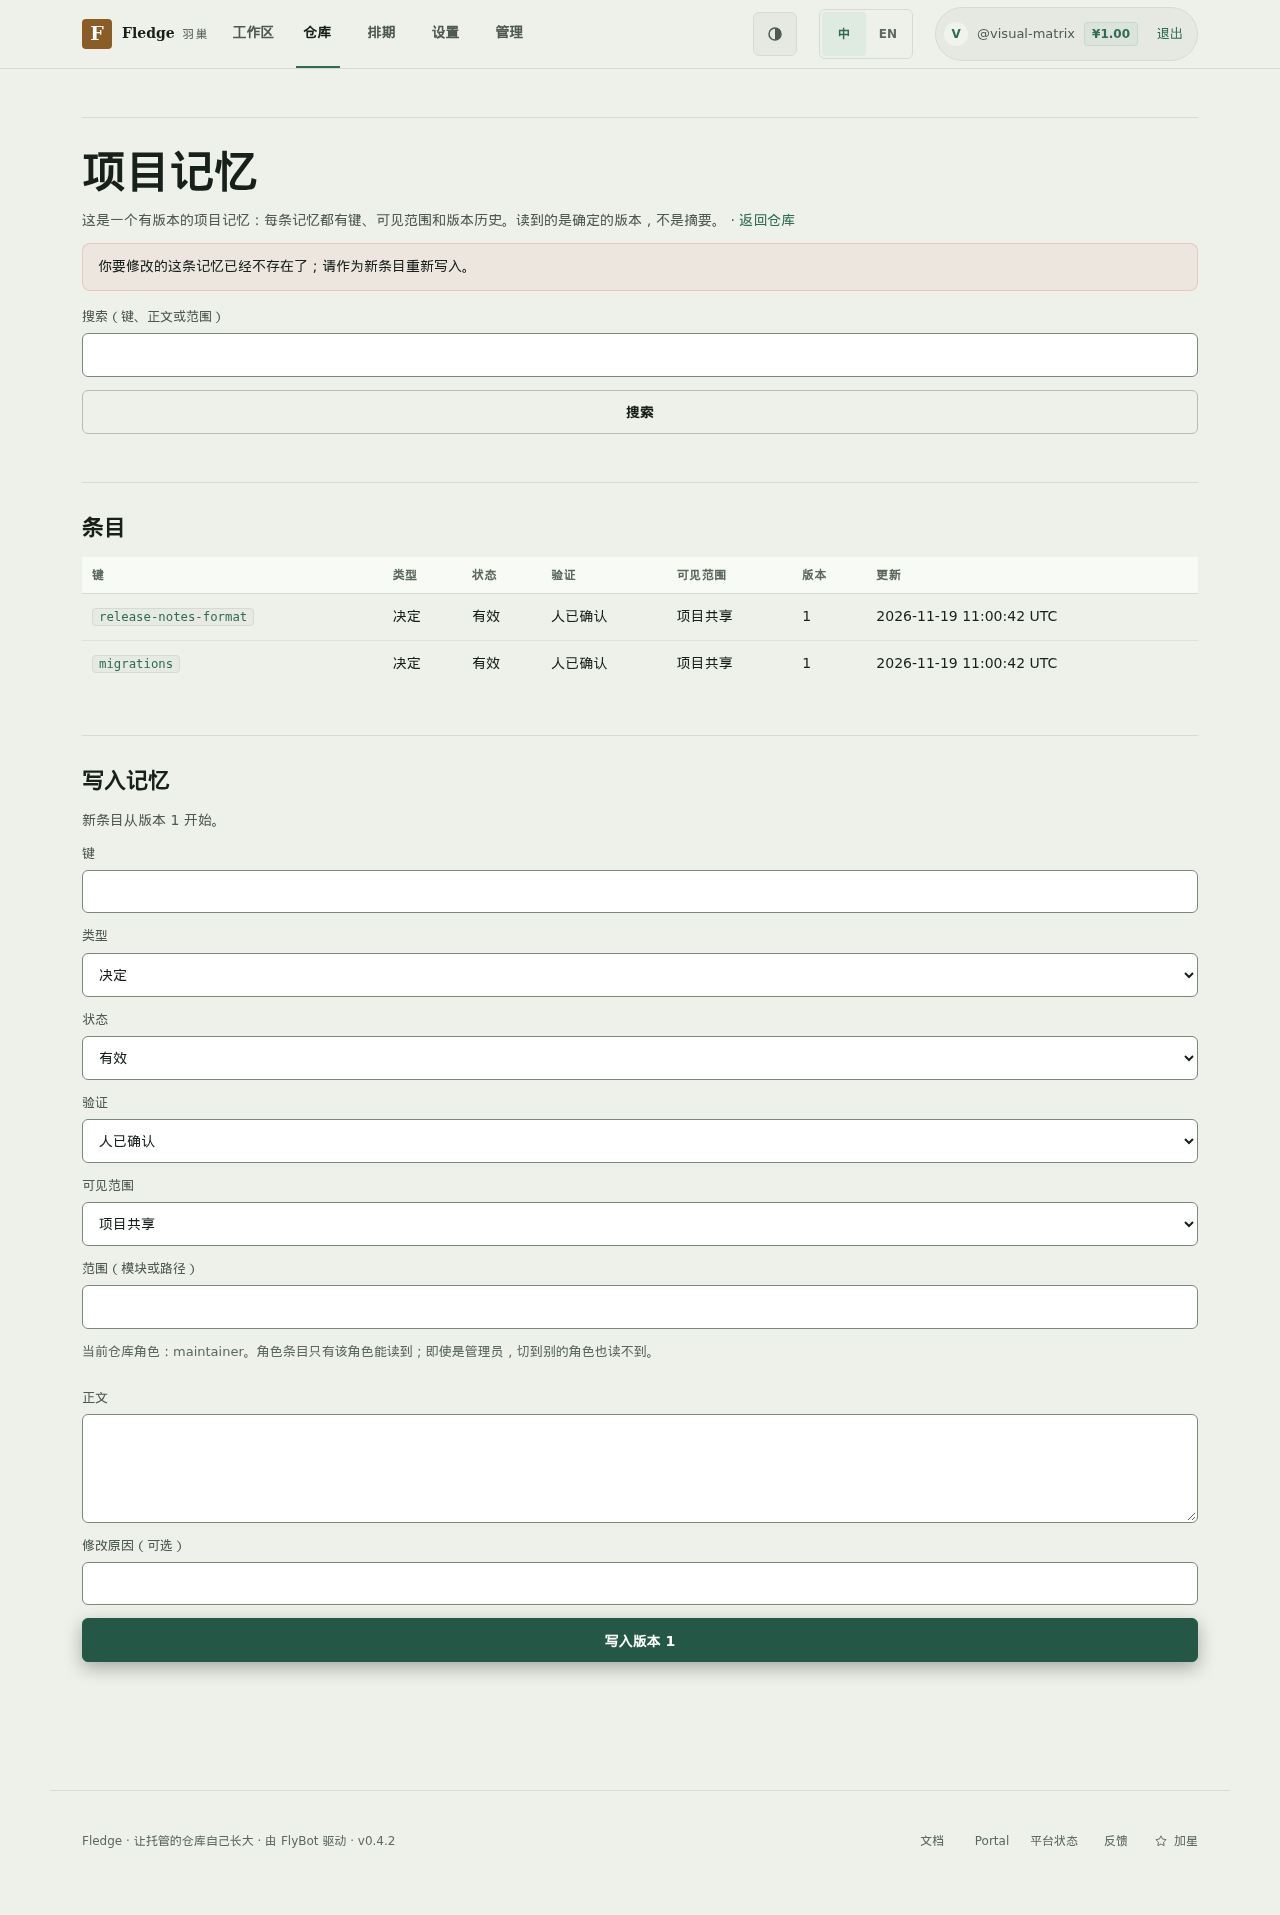 F Fledge 羽巢 工作区 仓库 排期 设置 管理 中 EN V @visual-matrix ¥1.00 退出
项目记忆
这是一个有版本的项目记忆：每条记忆都有键、可见范围和版本历史。读到的是确定的版本，不是摘要。 · 返回仓库
你要修改的这条记忆已经不存在了；请作为新条目重新写入。
搜索（键、正文或范围）
搜索
条目
键 类型 状态 验证 可见范围 版本 更新
release-notes-format 决定 有效 人已确认 项目共享 1 2026-11-19 11:00:42 UTC
migrations 决定 有效 人已确认 项目共享 1 2026-11-19 11:00:42 UTC
写入记忆
新条目从版本 1 开始。
键
类型
决定
状态
有效
验证
人已确认
可见范围
项目共享
范围（模块或路径）
当前仓库角色：maintainer。角色条目只有该角色能读到；即使是管理员，切到别的角色也读不到。
正文
修改原因（可选）
写入版本 1
Fledge · 让托管的仓库自己长大 · 由 FlyBot 驱动 · v0.4.2 文档 Portal 平台状态 反馈 ☆ 加星